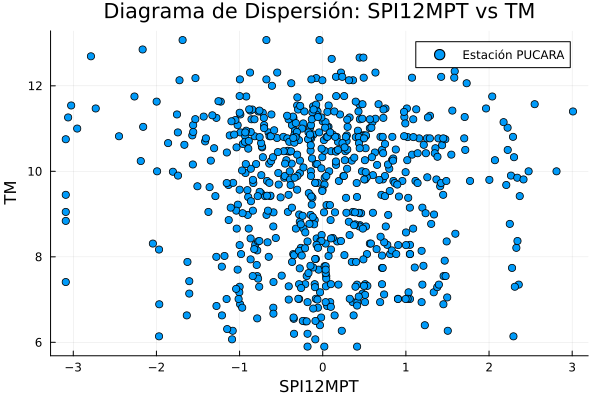 Diagrama de Dispersión: SPI12MPT vs TM
Estación PUCARA
TM
12
10
8
6
−3 −2 −1 0 1 2 3
SPI12MPT